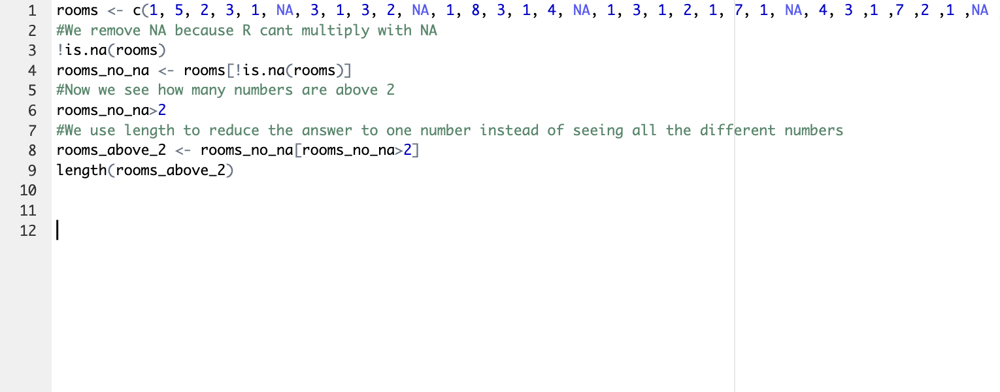 1 rooms <- c(1, 5, 2, 3, 1, NA, 3, 1, 3, 2, NA, 1, 8, 3, 1, 4, NA, 1, 3, 1, 2, 1, 7, 1, NA, 4, 3 ,1 ,7 ,2 ,1 ,NA
2 #We remove NA because R cant multiply with NA
3 !is.na(rooms)
4 rooms_no_na <- rooms[!is.na(rooms)]
5 #Now we see how many numbers are above 2
6 rooms_no_na>2
7 #We use length to reduce the answer to one number instead of seeing all the different numbers
8 rooms_above_2 <- rooms_no_na[rooms_no_na>2]
9 length(rooms_above_2)
10
11
12